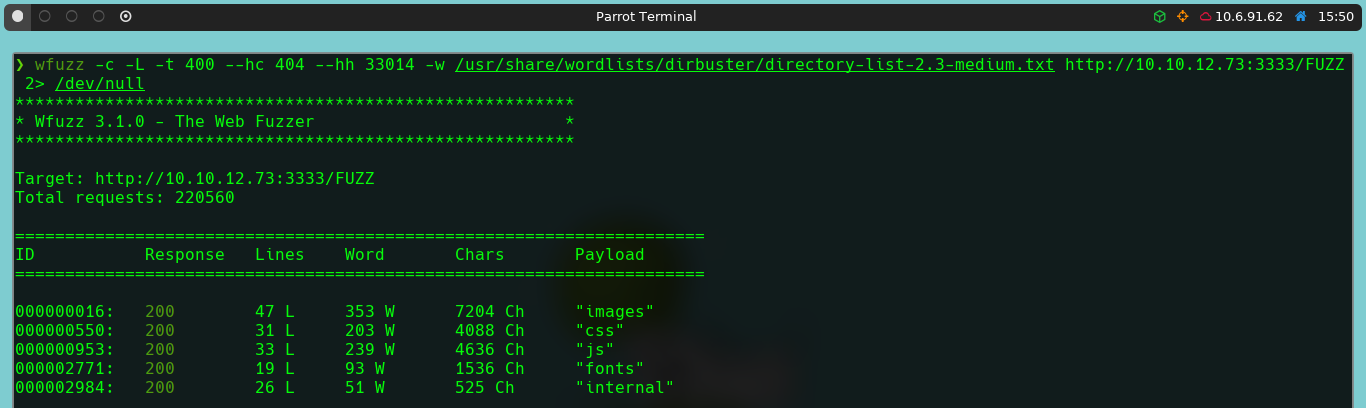 Parrot Terminal 10.6.91.62 15:50
❯ wfuzz -c -L -t 400 --hc 404 --hh 33014 -w /usr/share/wordlists/dirbuster/directory-list-2.3-medium.txt http://10.10.12.73:3333/FUZZ
2> /dev/null
********************************************************
* Wfuzz 3.1.0 - The Web Fuzzer                         *
********************************************************
Target: http://10.10.12.73:3333/FUZZ
Total requests: 220560
=====================================================================
ID           Response   Lines    Word       Chars       Payload
=====================================================================
000000016:   200        47 L     353 W      7204 Ch     "images"
000000550:   200        31 L     203 W      4088 Ch     "css"
000000953:   200        33 L     239 W      4636 Ch     "js"
000002771:   200        19 L     93 W       1536 Ch     "fonts"
000002984:   200        26 L     51 W       525 Ch      "internal"